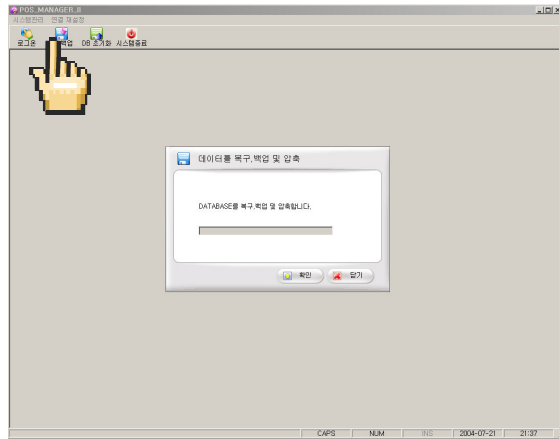 POS_MANAGER_II
시스템관리 연결 재설정
로그온 백업 DB 초기화 시스템종료
데이터를 복구,백업 및 압축
DATABASE를 복구,백업 및 압축합니다.
확인 닫기
CAPS NUM INS 2004-07-21 21:37